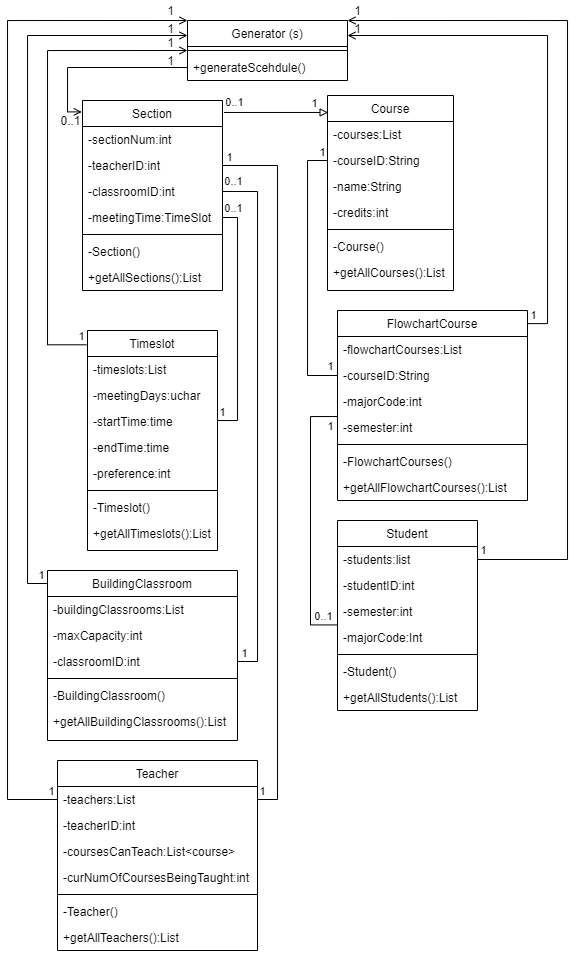 1
1
1
1
1
1
Generator (s)
+generateScehdule()
0..1
Section
-sectionNum:int
-teacherID:int
-classroomID:int
-meetingTime:TimeSlot
-Section()
+getAllSections():List
0..1
1
1
0..1
0..1
Course
-courses:List
-courseID:String
-name:String
-credits:int
-Course()
+getAllCourses():List
1
1
FlowchartCourse
-flowchartCourses:List
-courseID:String
-majorCode:int
-semester:int
-FlowchartCourses()
+getAllFlowchartCourses():List
1
1
1
Timeslot
-timeslots:List
-meetingDays:uchar
-startTime:time
-endTime:time
-preference:int
-Timeslot()
+getAllTimeslots():List
1
1
Student
-students:list
-studentID:int
-semester:int
-majorCode:Int
-Student()
+getAllStudents():List
1
0..1
BuildingClassroom
-buildingClassrooms:List
-maxCapacity:int
-classroomID:int
-BuildingClassroom()
+getAllBuildingClassrooms():List
1
1
Teacher
-teachers:List
-teacherID:int
-coursesCanTeach:List<course>
-curNumOfCoursesBeingTaught:int
-Teacher()
+getAllTeachers():List
1
1